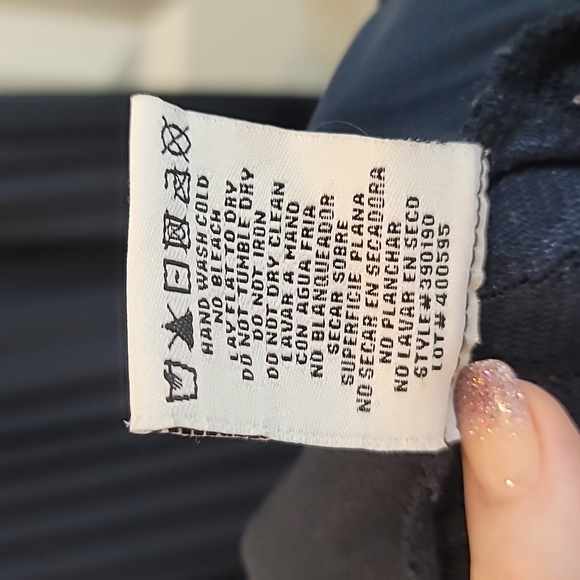 HAND WASH COLD
NO BLEACH
LAY FLAT TO DRY
DO NOT TUMBLE DRY
DO NOT IRON
DO NOT DRY CLEAN
LAVAR A MANO
CON AGUA FRIA
NO BLANQUEADOR
SECAR SOBRE
SUPERFICIE PLANA
NO SECAR EN SECADORA
NO PLANCHAR
NO LAVAR EN SECO
STYLE#390190
LOT#400595